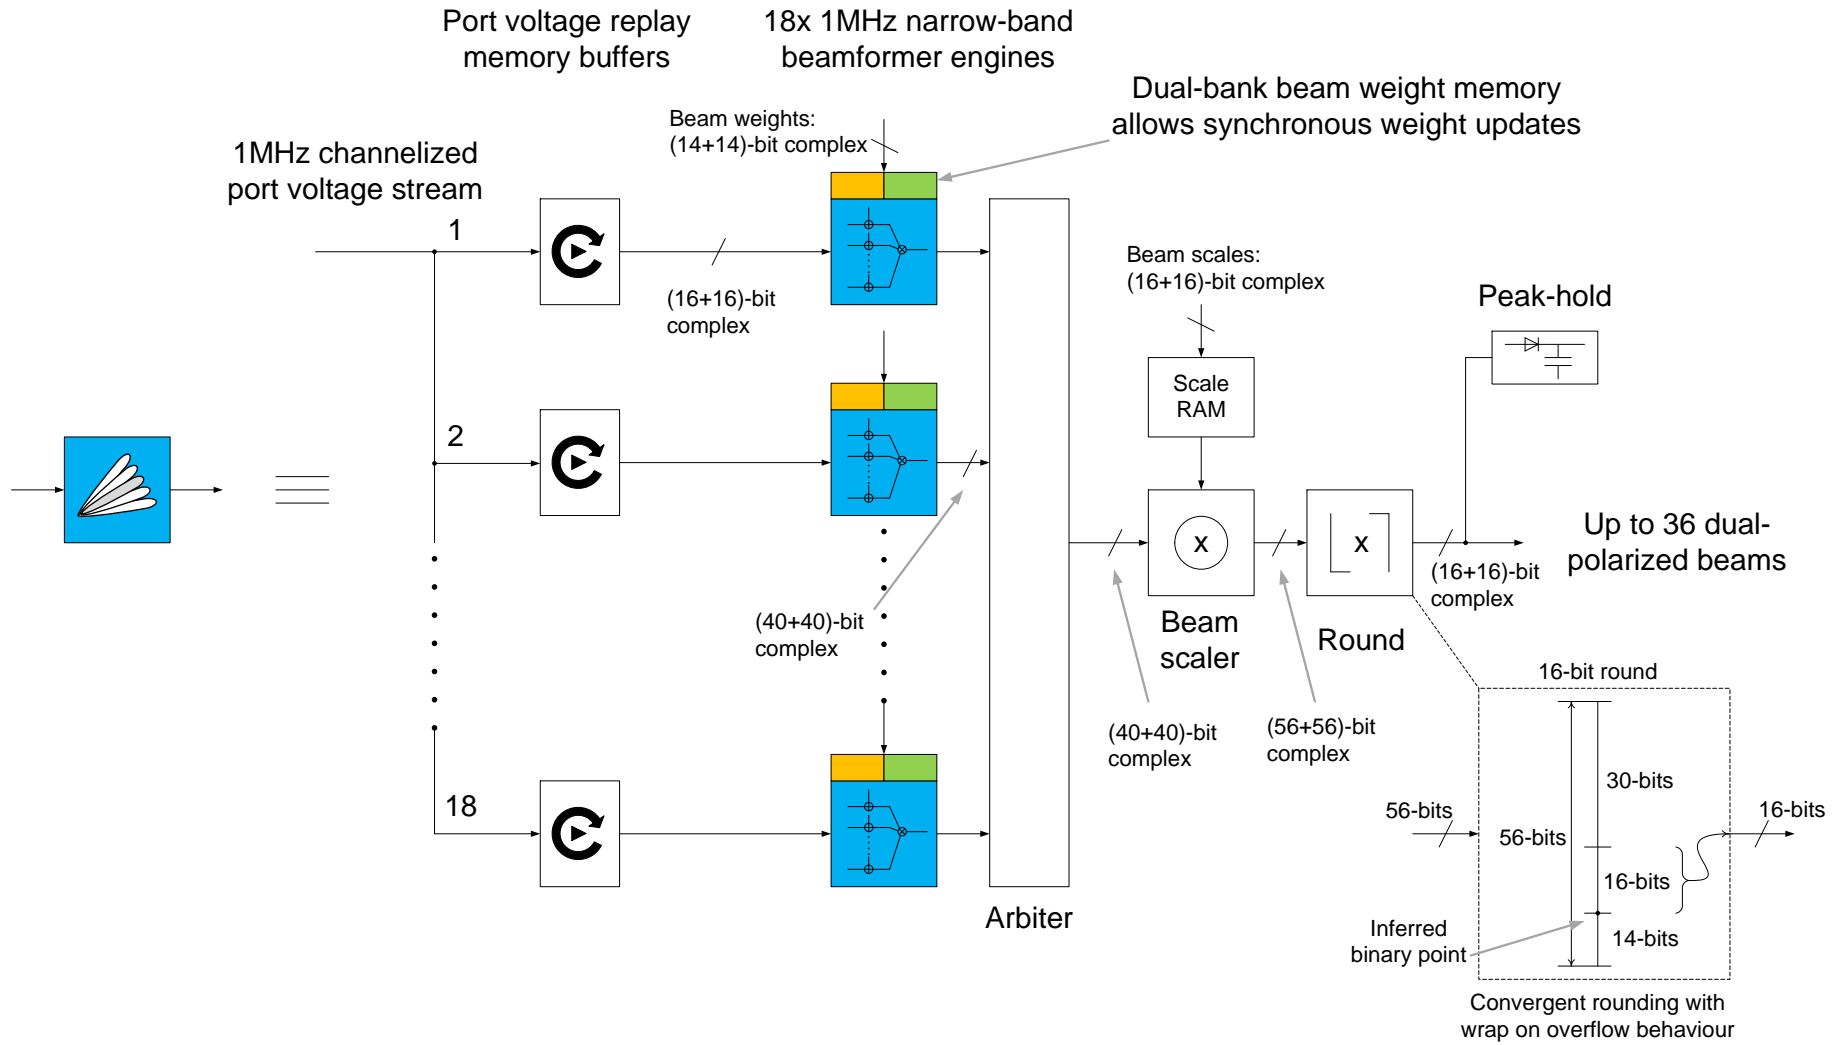 Port voltage replay
memory buffers
18x 1MHz narrow-band
beamformer engines
Dual-bank beam weight memory
allows synchronous weight updates
Beam weights:
(14+14)-bit complex
1MHz channelized
port voltage stream
1
(16+16)-bit
complex
Beam scales:
(16+16)-bit complex
Peak-hold
Scale
RAM
2
x
x
Up to 36 dual-
polarized beams
(16+16)-bit
complex
(40+40)-bit
complex
Beam
scaler
Round
16-bit round
(40+40)-bit
complex
(56+56)-bit
complex
18
30-bits
56-bits
56-bits
16-bits
16-bits
Arbiter
Inferred
binary point
14-bits
Convergent rounding with
wrap on overflow behaviour